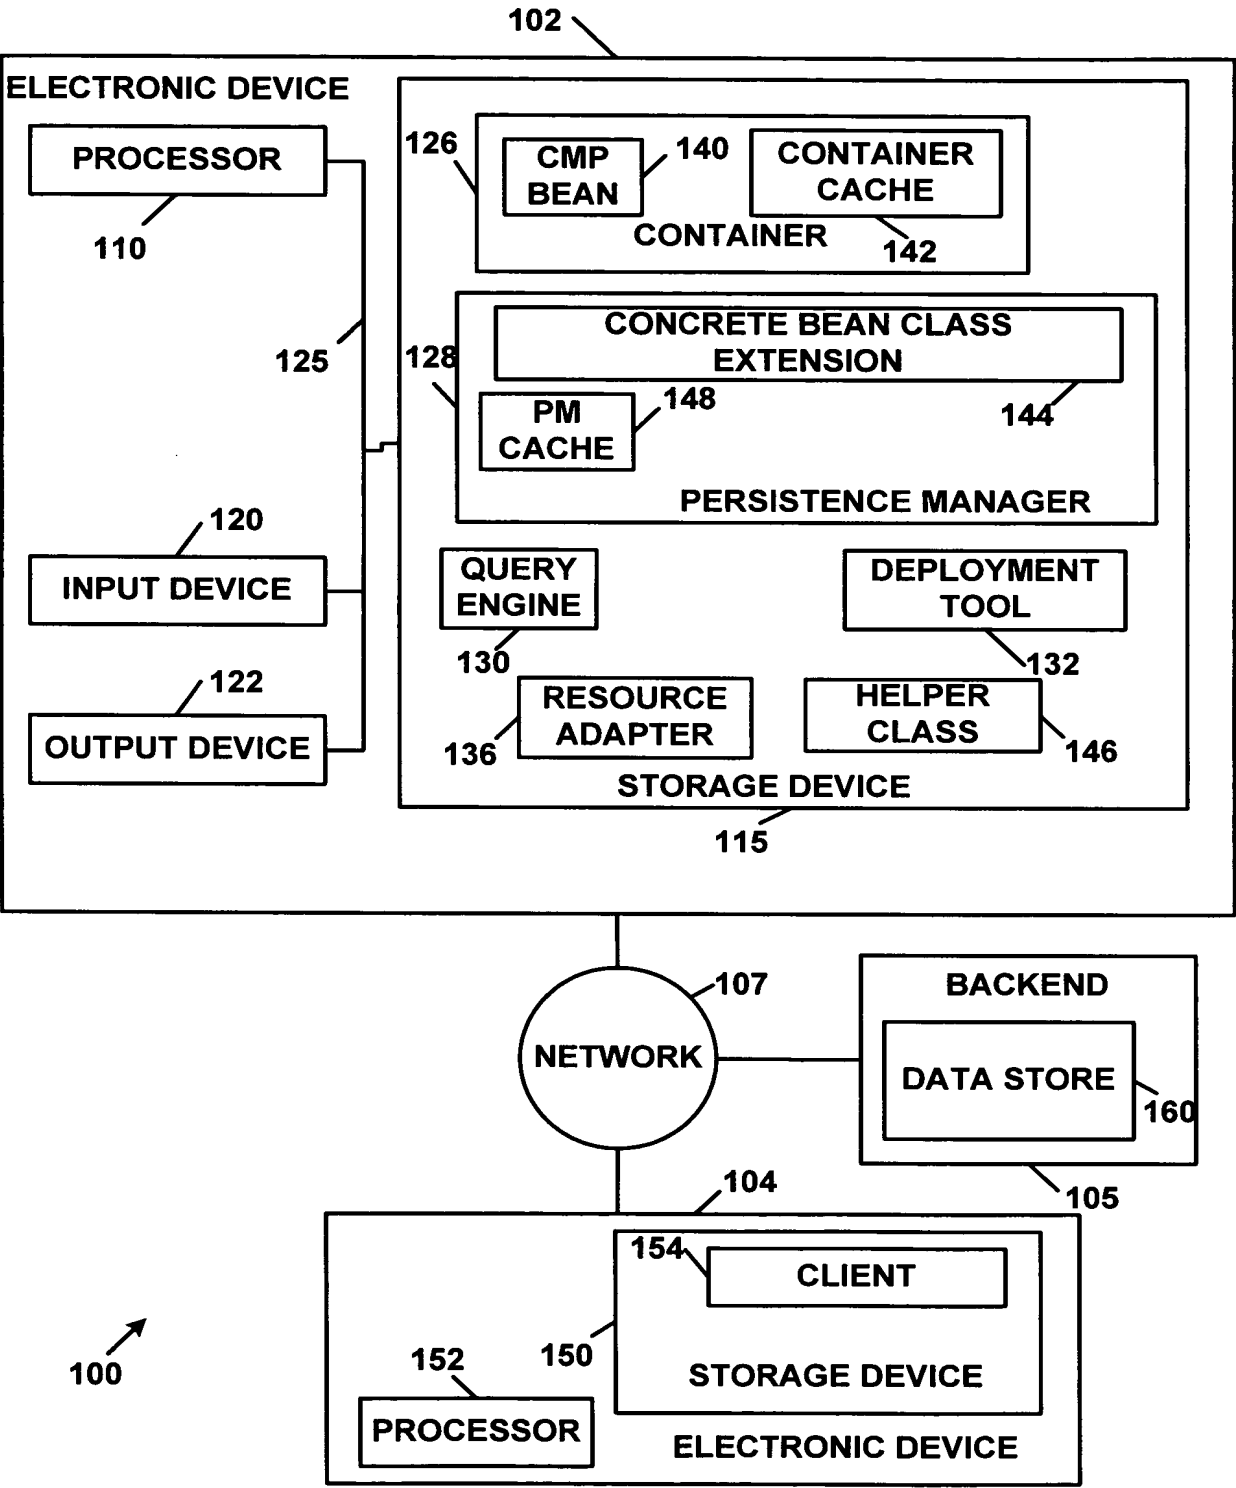 102
ELECTRONIC DEVICE
PROCESSOR
110
125
126
CMP
BEAN
140
CONTAINER
CACHE
142
CONTAINER
128
CONCRETE BEAN CLASS
EXTENSION
144
PM
CACHE
148
PERSISTENCE MANAGER
120
INPUT DEVICE
122
OUTPUT DEVICE
QUERY
ENGINE
130
DEPLOYMENT
TOOL
132
RESOURCE
ADAPTER
136
HELPER
CLASS
146
STORAGE DEVICE
115
107
NETWORK
BACKEND
DATA STORE
160
105
104
154
CLIENT
150
STORAGE DEVICE
152
PROCESSOR
ELECTRONIC DEVICE
100